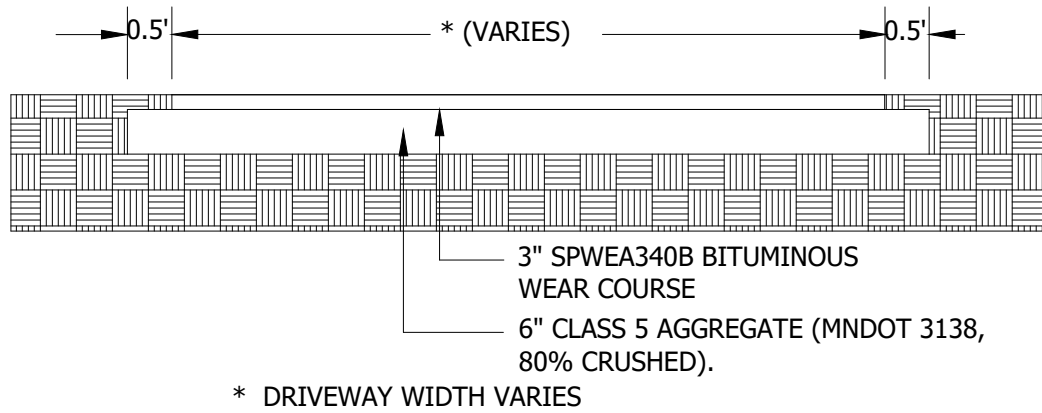 0.5'
* (VARIES)
0.5'
3" SPWEA340B BITUMINOUS
WEAR COURSE
6" CLASS 5 AGGREGATE (MNDOT 3138,
80% CRUSHED).
* DRIVEWAY WIDTH VARIES